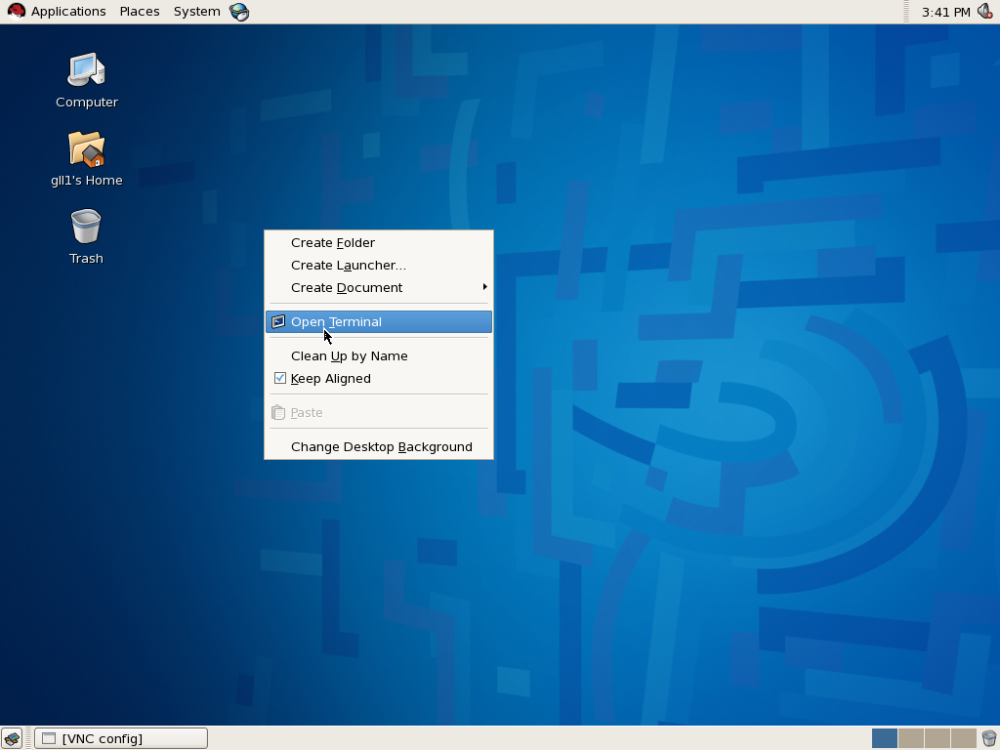 Applications Places System 3:41 PM
Computer
gll1's Home
Trash
Create Folder
Create Launcher...
Create Document
Open Terminal
Clean Up by Name
Keep Aligned
Paste
Change Desktop Background
[VNC config]